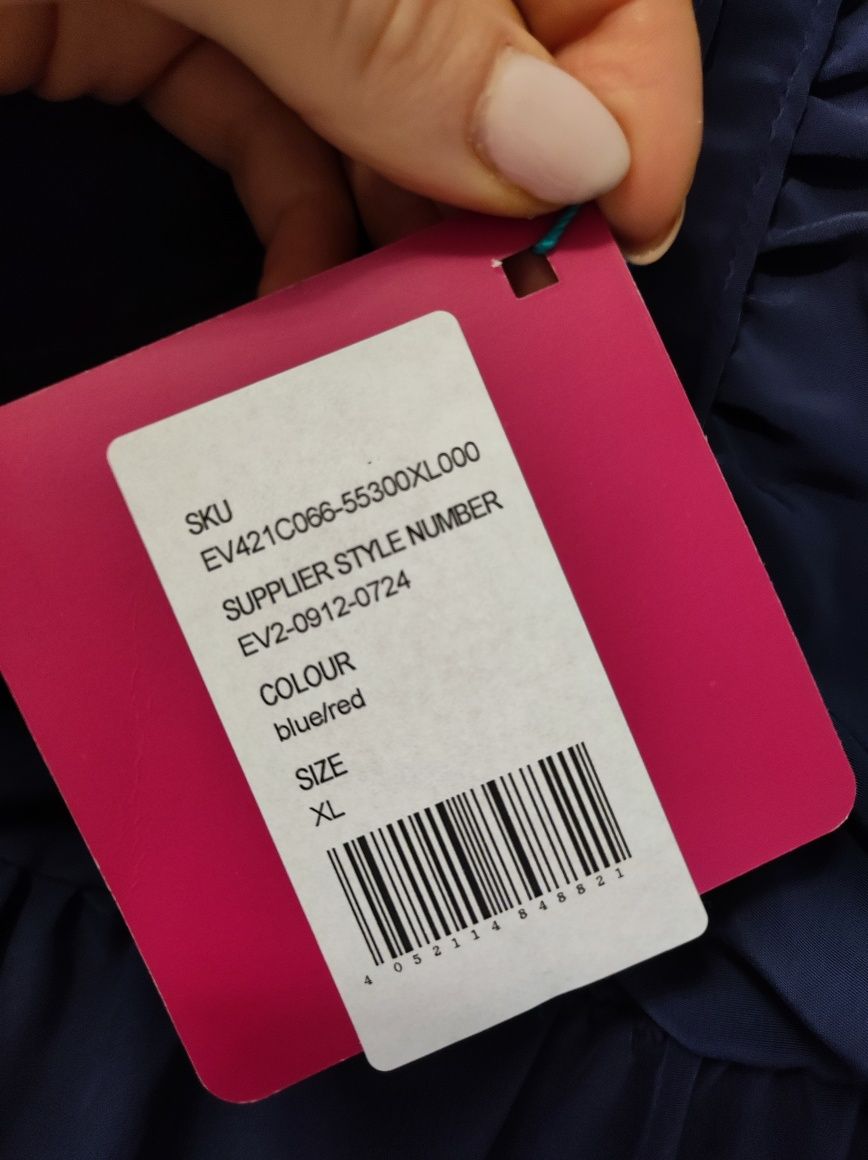 SKU
EV421C066-55300XL000
SUPPLIER STYLE NUMBER
EV2-0912-0724
COLOUR
blue/red
SIZE
XL
4 052114 848821